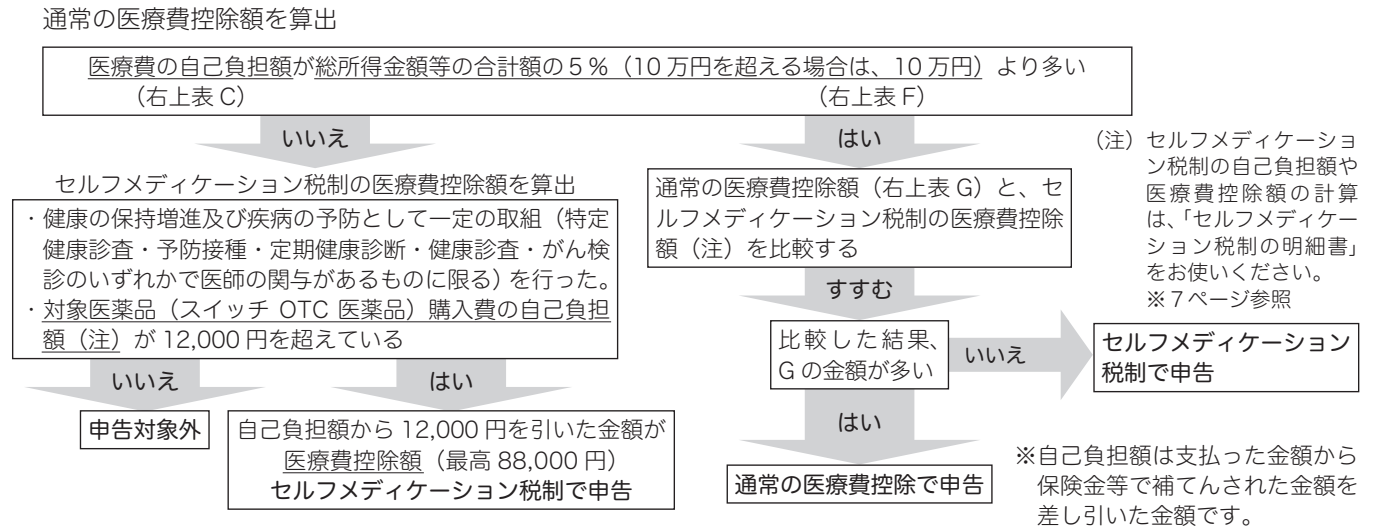 通常の医療費控除額を算出
医療費の自己負担額が総所得金額等の合計額の5%（10万円を超える場合は、10万円）より多い
（右上表C）
（右上表F）
いいえ
はい
セルフメディケーション税制の医療費控除額を算出
・健康の保持増進及び疾病の予防として一定の取組（特定
健康診査・予防接種・定期健康診断・健康診査・がん検
診のいずれかで医師の関与があるものに限る）を行った。
・対象医薬品（スイッチOTC医薬品）購入費の自己負担
額（注）が12,000円を超えている
いいえ
はい
申告対象外
自己負担額から12,000円を引いた金額が
医療費控除額（最高88,000円）
セルフメディケーション税制で申告
通常の医療費控除額（右上表G）と、セ
ルフメディケーション税制の医療費控除
額（注）を比較する
すすむ
比較した結果、
Gの金額が多い
いいえ
セルフメディケーション
税制で申告
はい
通常の医療費控除で申告
（注）セルフメディケーショ
ン税制の自己負担額や
医療費控除額の計算
は、「セルフメディケー
ション税制の明細書」
をお使いください。
※7ページ参照
※自己負担額は支払った金額から
保険金等で補てんされた金額を
差し引いた金額です。